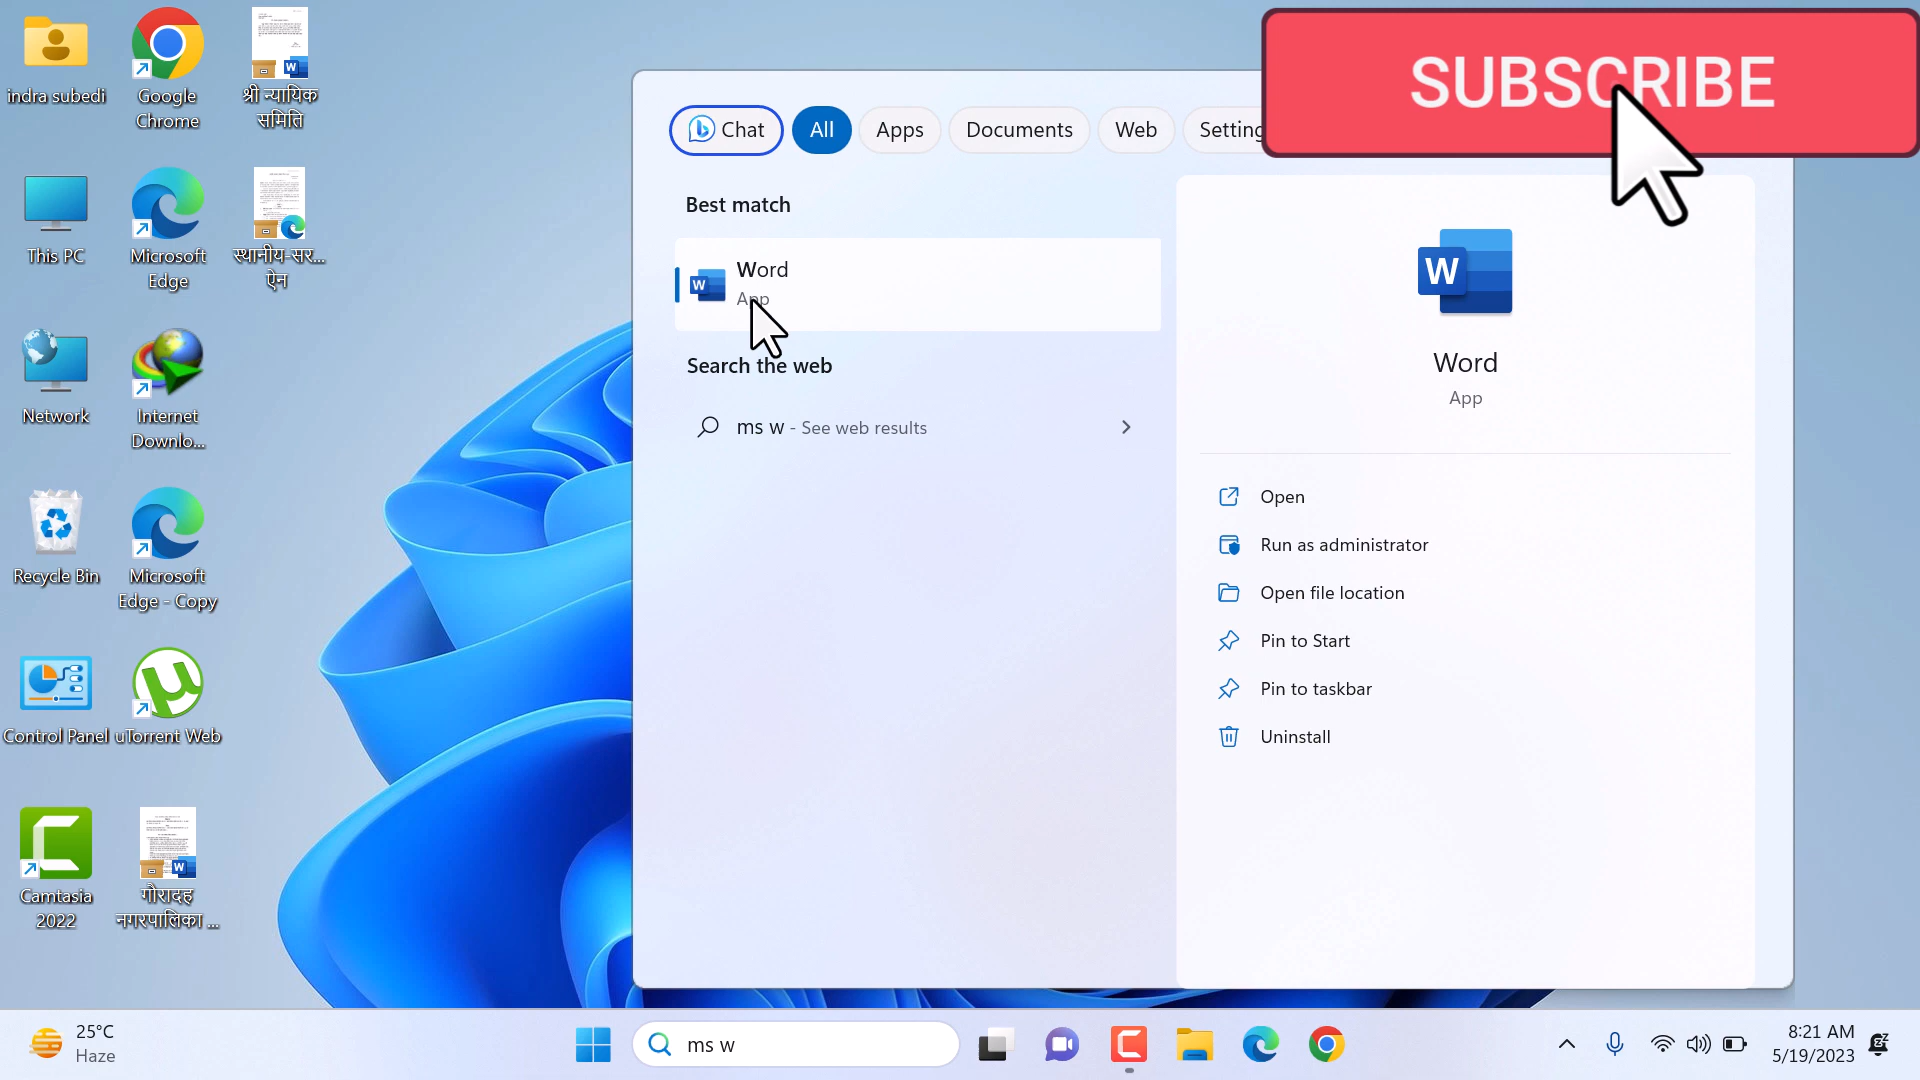 indra subedi
Google
Chrome
श्री न्यायिक
समिति
This PC
Microsoft
Edge
स्थानीय-सर...
ऐन
Network
Internet
Downlo...
Recycle Bin
Microsoft
Edge - Copy
Control Panel
uTorrent Web
Camtasia
2022
गौरादह
नगरपालिका ...
SUBSCRIBE
Chat
All
Apps
Documents
Web
Setting
Best match
Word
App
Search the web
ms w - See web results
Word
App
Open
Run as administrator
Open file location
Pin to Start
Pin to taskbar
Uninstall
25°C
Haze
ms w
8:21 AM
5/19/2023